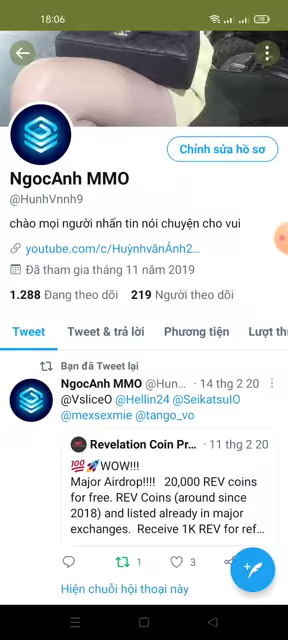 18:06
Chỉnh sửa hồ sơ
NgocAnh MMO
@HunhVnnh9
chào mọi người nhắn tin nói chuyện cho vui
youtube.com/c/HuỳnhvănẢnh2…
Đã tham gia tháng 11 năm 2019
1.288 Đang theo dõi 219 Người theo dõi
Tweet Tweet & trả lời Phương tiện Lượt th
Bạn đã Tweet lại
NgocAnh MMO @Hun… · 14 thg 2 20
@VsliceO @Hellin24 @SeikatsuIO
@mexsexmie @tango_vo
Revelation Coin Pr… · 11 thg 2 20
💯🚀WOW!!!
Major Airdrop!!!! 20,000 REV coins
for free. REV Coins (around since
2018) and listed already in major
exchanges. Receive 1K REV for ref…
1 3
Hiện chuỗi hội thoại này